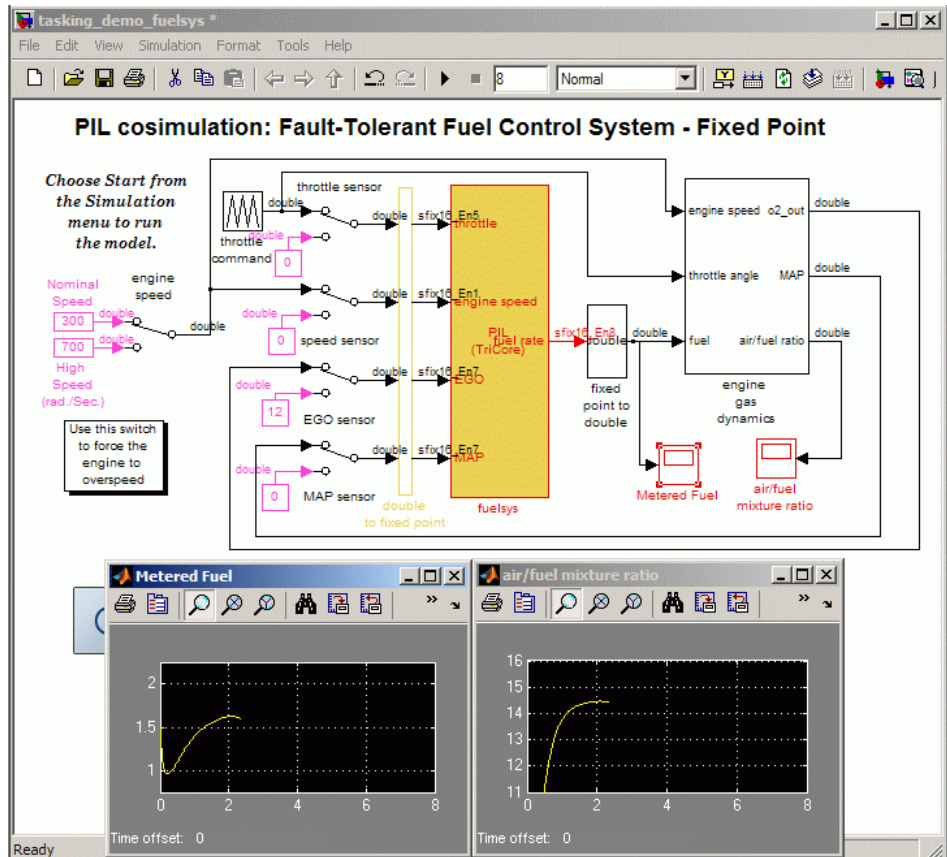 tasking_demo_fuelsys *
File Edit View Simulation Format Tools Help
8
Normal
PIL cosimulation: Fault-Tolerant Fuel Control System - Fixed Point
Choose Start from
the Simulation
menu to run
the model.
throttle sensor
throttle
command
double
double
0
double
sfix16_En5
throttle
engine speed
o2_out
double
throttle angle
MAP
double
fuel
air/fuel ratio
double
engine
gas
dynamics
Nominal
Speed
300
double
700
double
High
Speed
(rad./Sec.)
engine
speed
double
double
0
speed sensor
double
sfix16_En1
engine speed
PIL
(TriCore)
fuel rate
sfix16_En8
double
double
fixed
point to
double
double
12
EGO sensor
double
sfix16_En7
EGO
double
0
MAP sensor
double
sfix16_En7
MAP
double
to fixed point
fuelsys
Use this switch
to force the
engine to
overspeed
Metered Fuel
air/fuel
mixture ratio
Metered Fuel
2
1.5
1
0 2 4 6 8
Time offset: 0
air/fuel mixture ratio
16
15
14
13
12
11
0 2 4 6 8
Time offset: 0
Ready